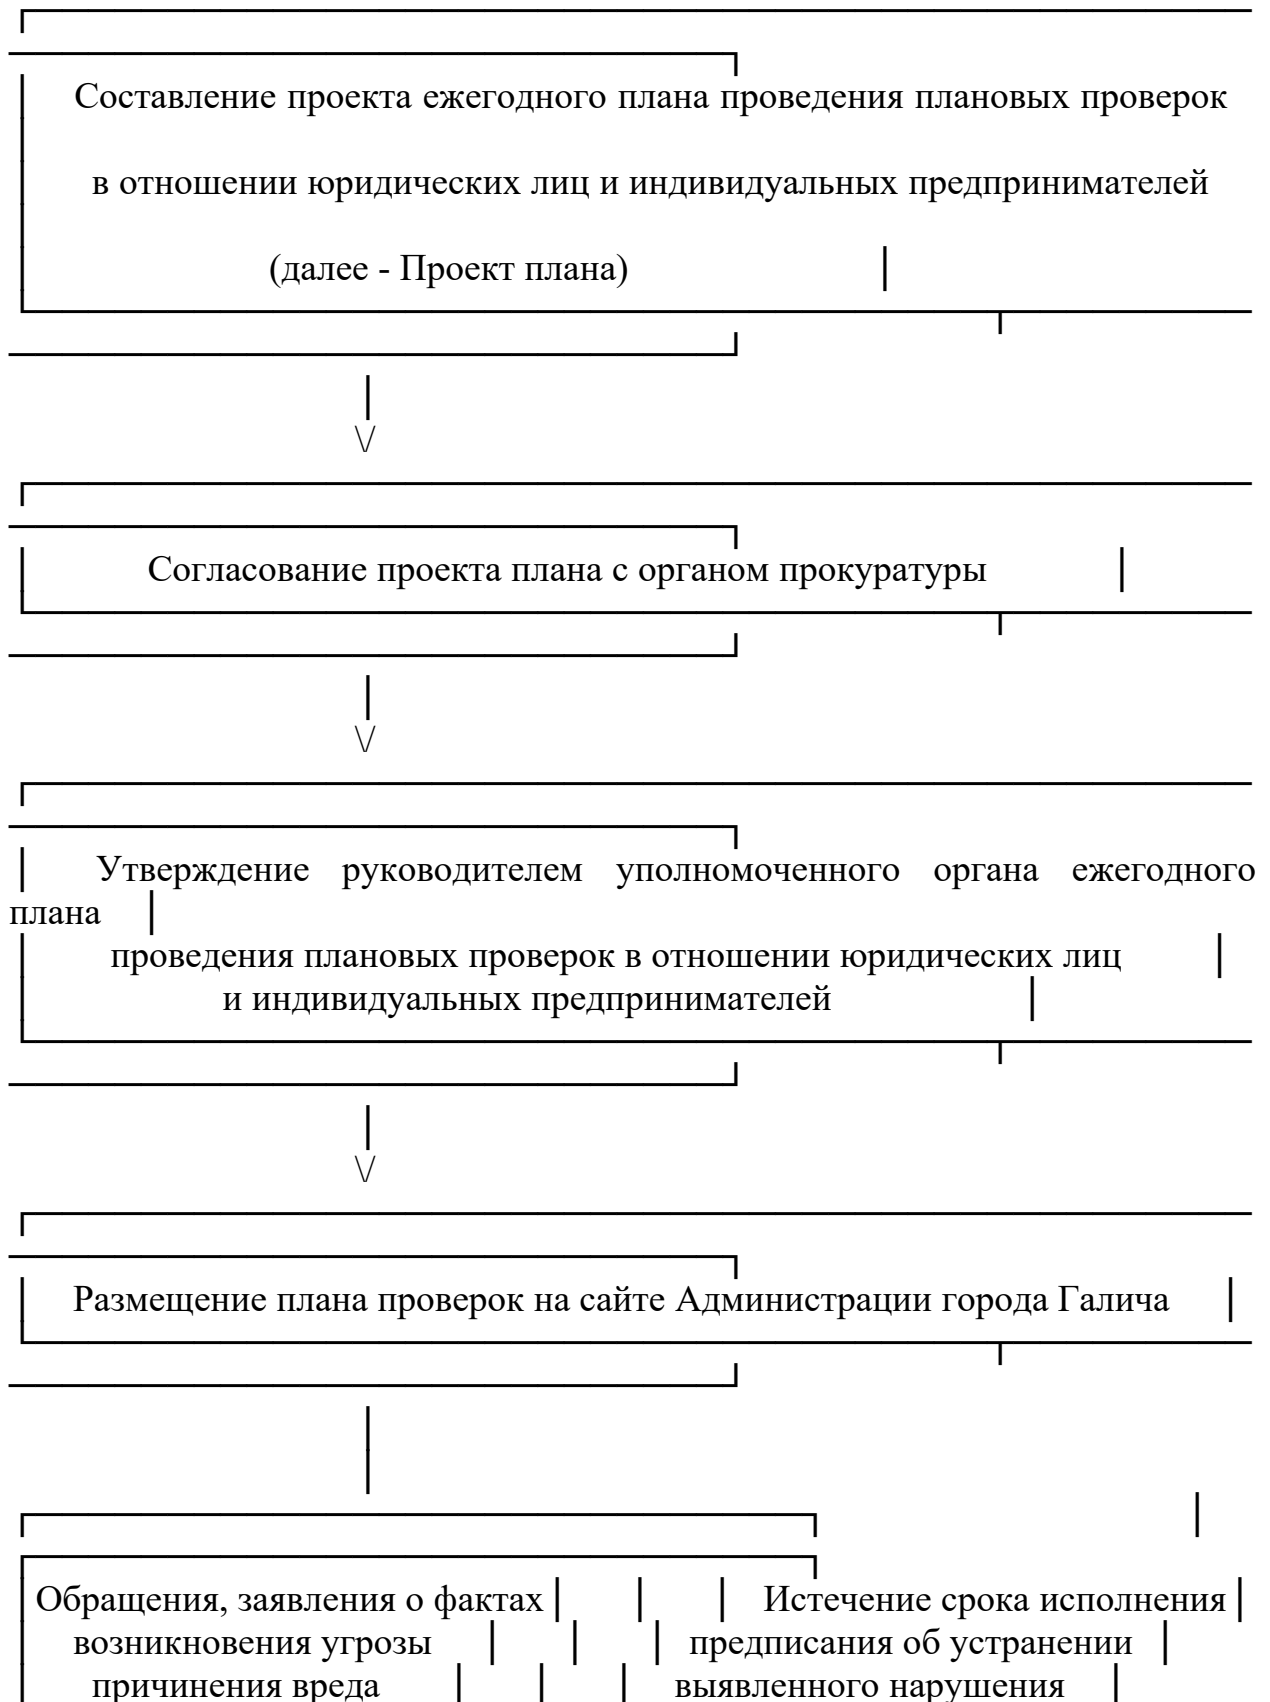 Составление проекта ежегодного плана проведения плановых проверок
в отношении юридических лиц и индивидуальных предпринимателей
(далее - Проект плана)
\/
Согласование проекта плана с органом прокуратуры
\/
Утверждение руководителем уполномоченного органа ежегодного
плана
проведения плановых проверок в отношении юридических лиц
и индивидуальных предпринимателей
\/
Размещение плана проверок на сайте Администрации города Галича
Обращения, заявления о фактах Истечение срока исполнения
возникновения угрозы предписания об устранении
причинения вреда выявленного нарушения